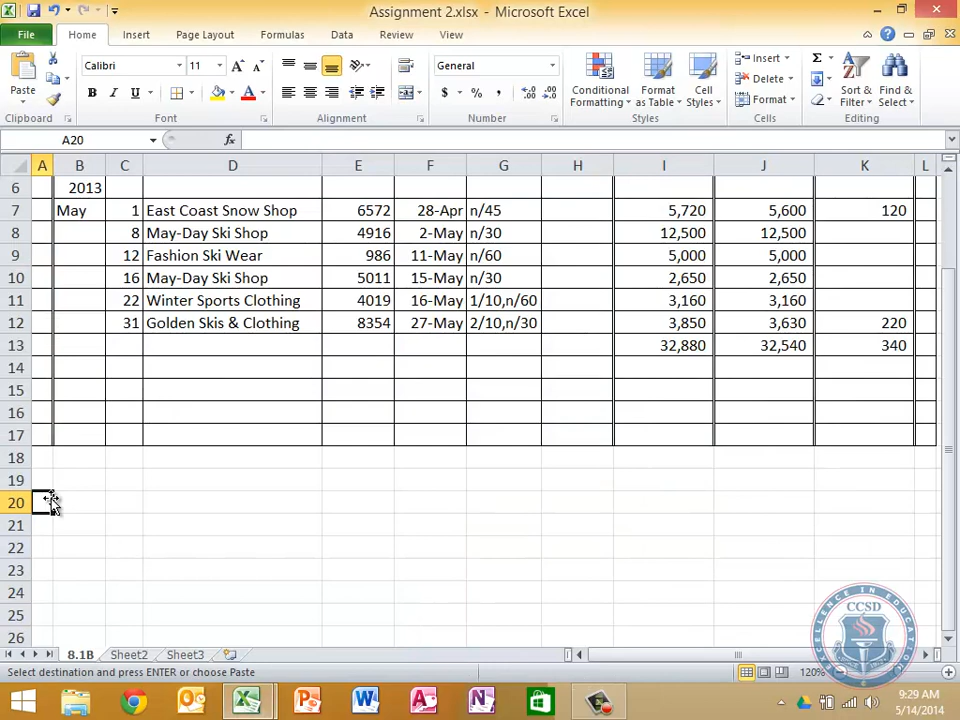 Assignment 2.xlsx - Microsoft Excel
File Home Insert Page Layout Formulas Data Review View
Calibri 11 General Insert
Paste B I U $ % , Conditional Formatting Format as Table Cell Styles Delete Format Σ Sort & Filter Find & Select
Clipboard Font Alignment Number Styles Cells Editing
A20 fx
A B C D E F G H I J K L
6 2013
7 May 1 East Coast Snow Shop 6572 28-Apr n/45 5,720 5,600 120
8 8 May-Day Ski Shop 4916 2-May n/30 12,500 12,500
9 12 Fashion Ski Wear 986 11-May n/60 5,000 5,000
10 16 May-Day Ski Shop 5011 15-May n/30 2,650 2,650
11 22 Winter Sports Clothing 4019 16-May 1/10,n/60 3,160 3,160
12 31 Golden Skis & Clothing 8354 27-May 2/10,n/30 3,850 3,630 220
13 32,880 32,540 340
14
15
16
17
18
19
20
21
22
23
24
25
26
CCSD
8.1B Sheet2 Sheet3
Select destination and press ENTER or choose Paste 120%
9:29 AM
5/14/2014